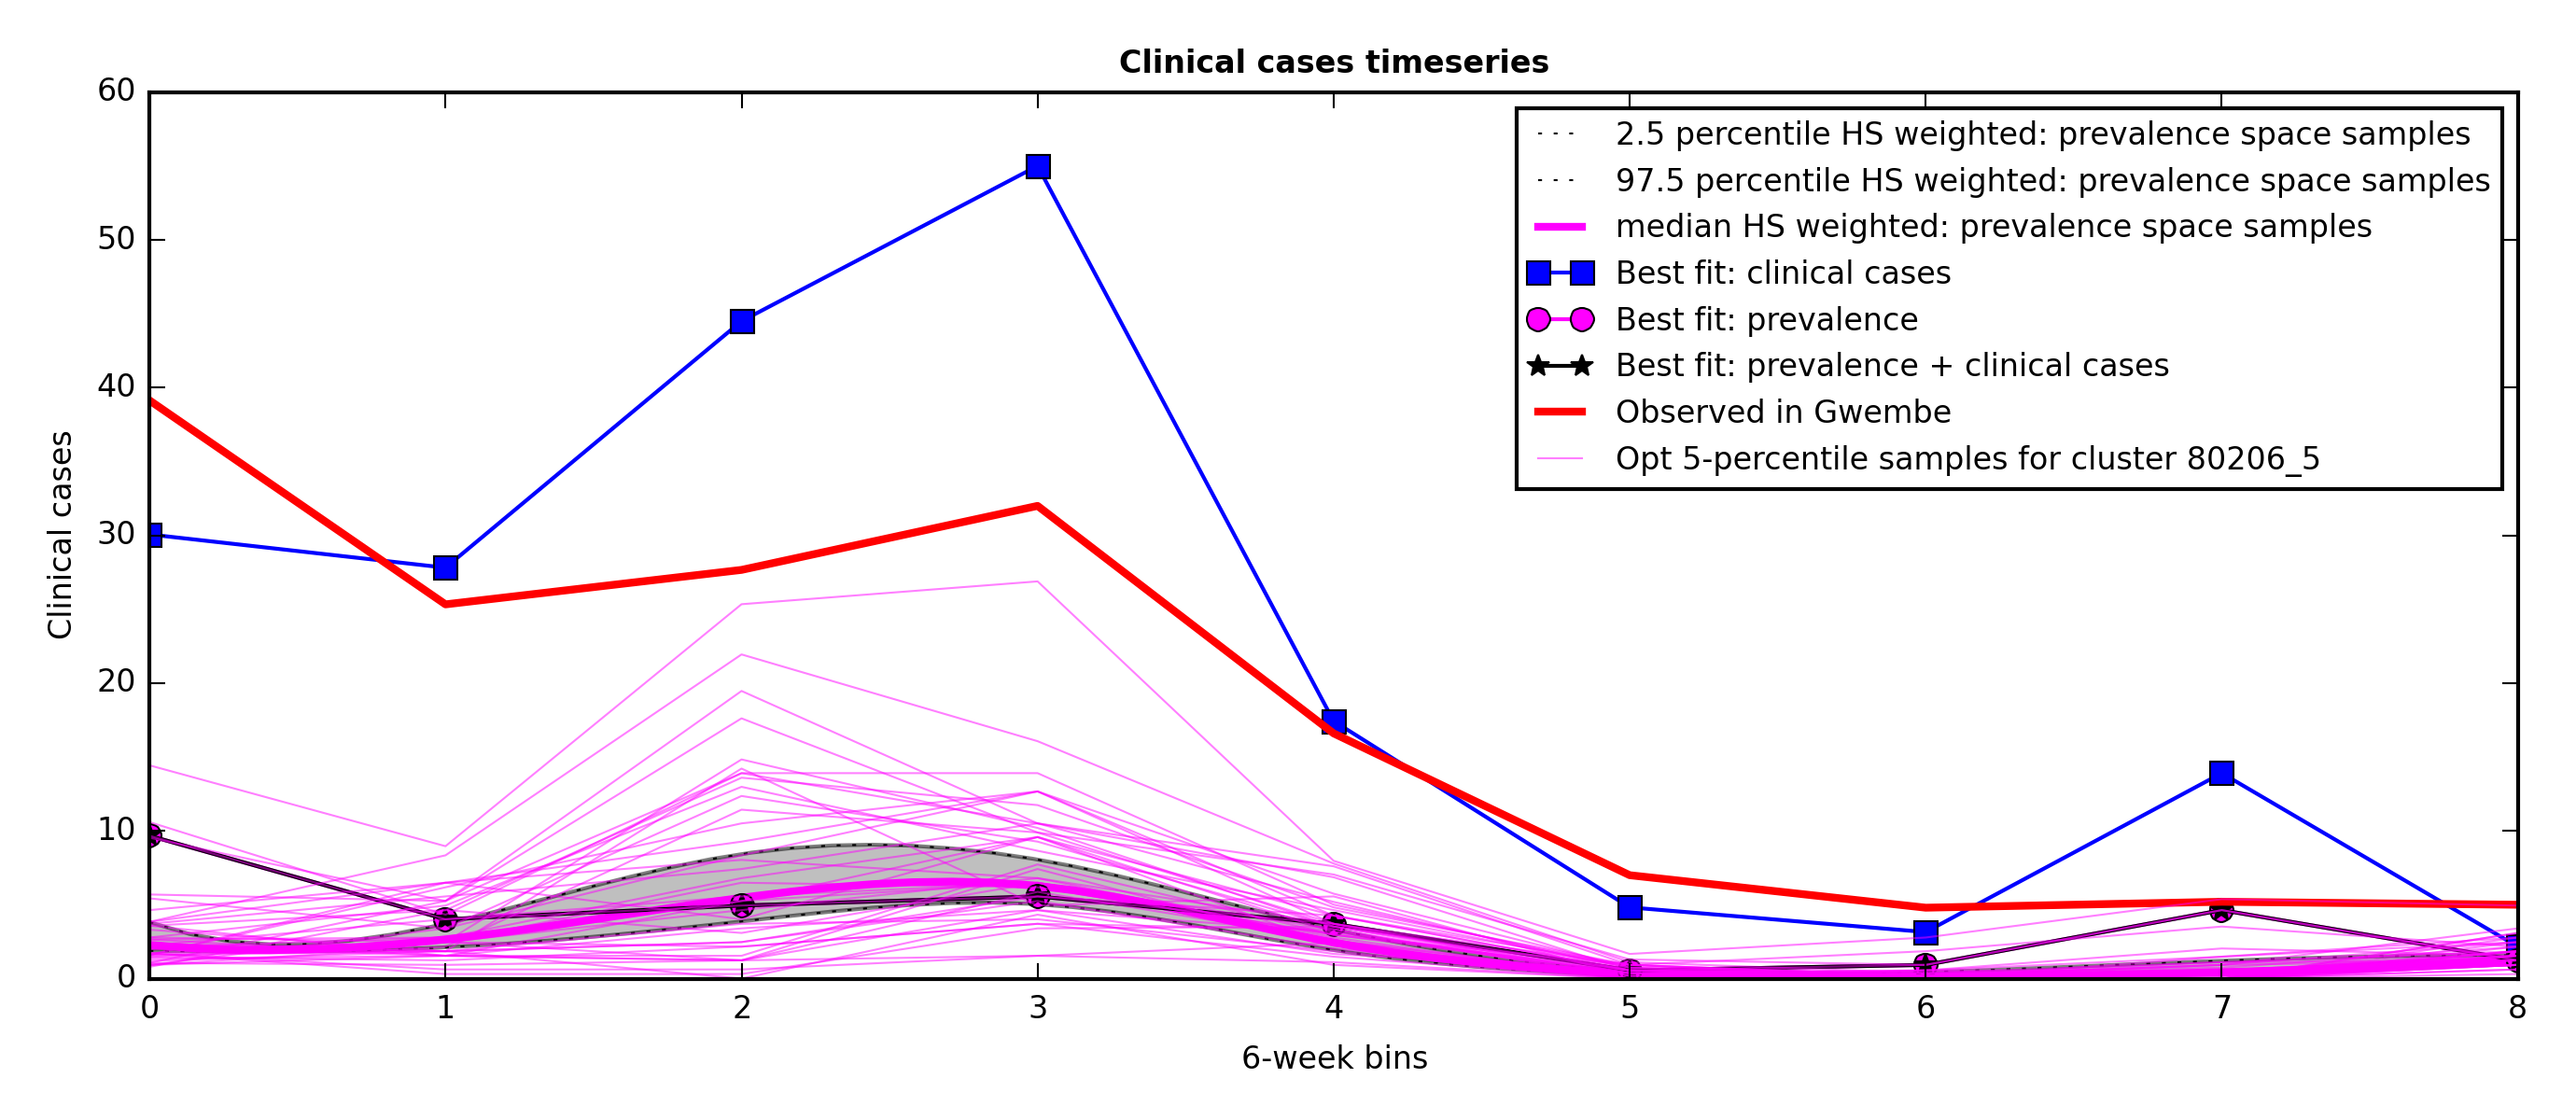 Clinical cases timeseries
60
50
40
30
20
10
0
Clinical cases
2.5 percentile HS weighted: prevalence space samples
97.5 percentile HS weighted: prevalence space samples
median HS weighted: prevalence space samples
Best fit: clinical cases
Best fit: prevalence
Best fit: prevalence + clinical cases
Observed in Gwembe
Opt 5-percentile samples for cluster 80206_5
0 1 2 3 4 5 6 7 8
6-week bins